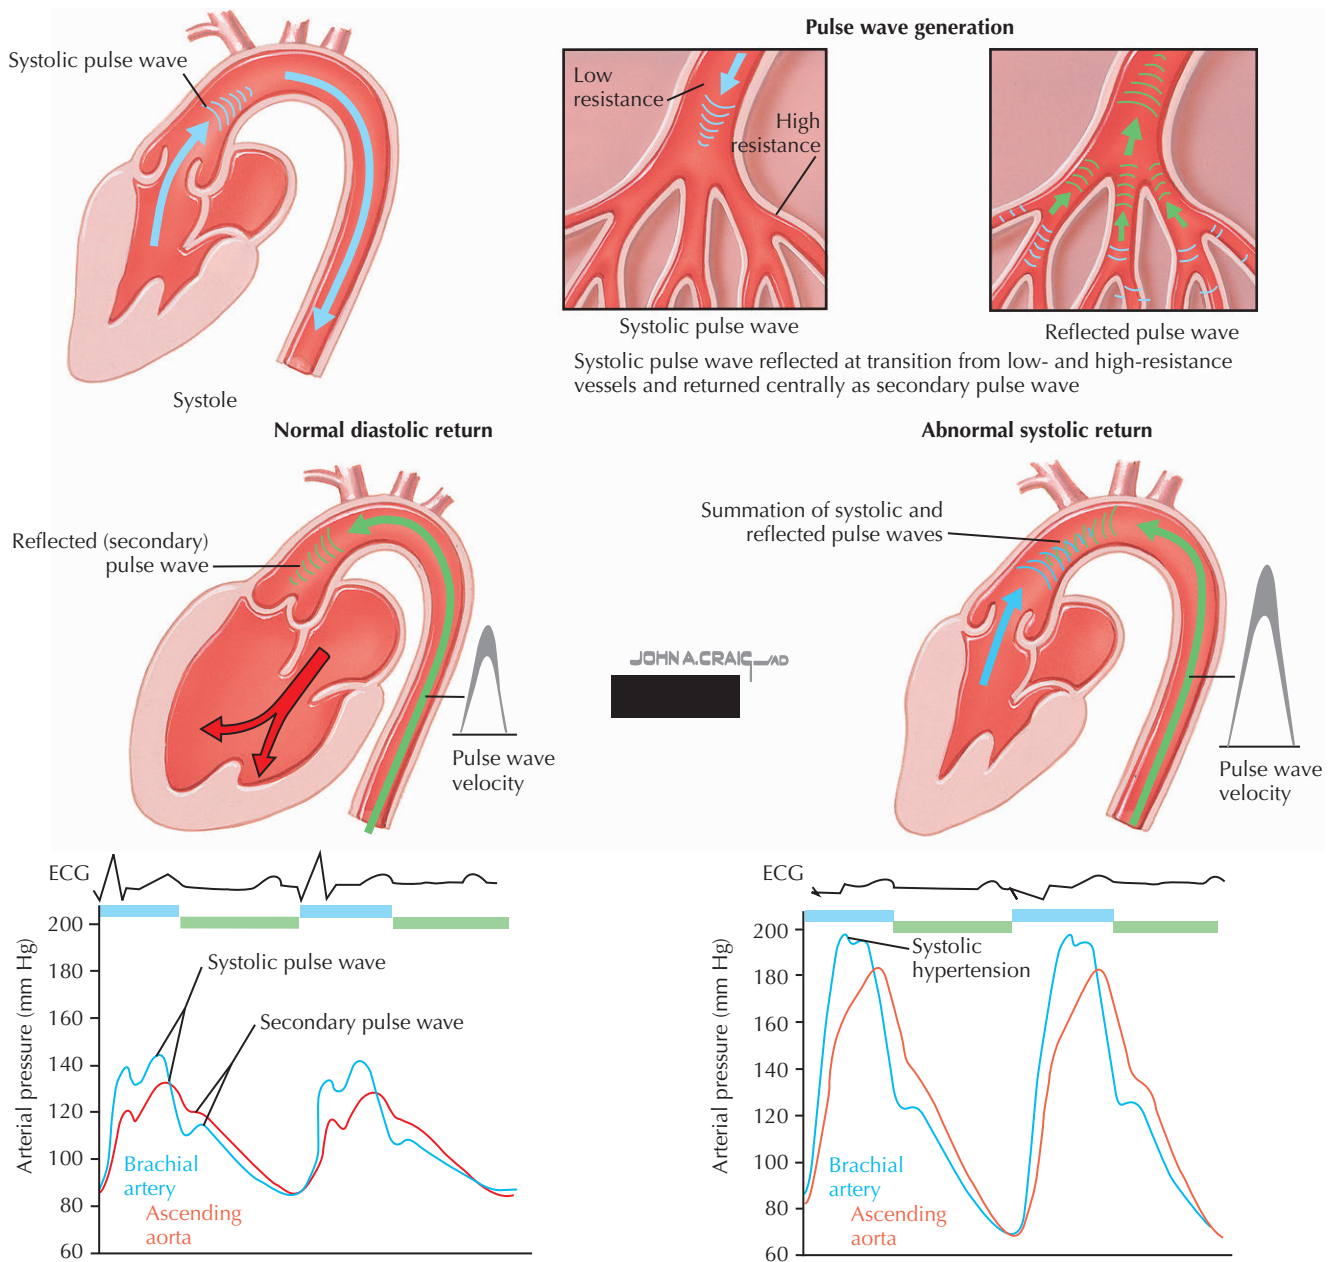 Pulse wave generation
Systolic pulse wave
Low
resistance
High
resistance
Systolic pulse wave
Reflected pulse wave
Systolic pulse wave reflected at transition from low- and high-resistance
vessels and returned centrally as secondary pulse wave
Systole
Normal diastolic return
Abnormal systolic return
Reflected (secondary)
pulse wave
Summation of systolic and
reflected pulse waves
JOHN A. CRAIG MD
Pulse wave
velocity
Pulse wave
velocity
ECG
200
180
160
140
120
100
80
60
Arterial pressure (mm Hg)
Systolic pulse wave
Secondary pulse wave
Brachial
artery
Ascending
aorta
ECG
200
180
160
140
120
100
80
60
Arterial pressure (mm Hg)
Systolic
hypertension
Brachial
artery
Ascending
aorta